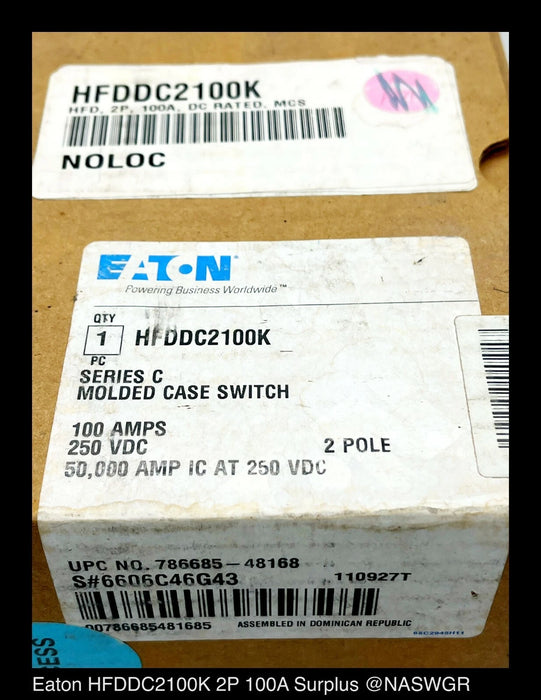 HFDDC2100K
HFD, 2P, 100A, DC RATED, MCS
NOLOC
EATON
Powering Business Worldwide™
QTY
1 HFDDC2100K
PC
SERIES C
MOLDED CASE SWITCH
100 AMPS
250 VDC 2 POLE
50,000 AMP IC AT 250 VDC
UPC NO. 786685-48168
S#6606C46G43 110927T
00786685481685 ASSEMBLED IN DOMINICAN REPUBLIC
ESS
Eaton HFDDC2100K 2P 100A Surplus @NASWGR